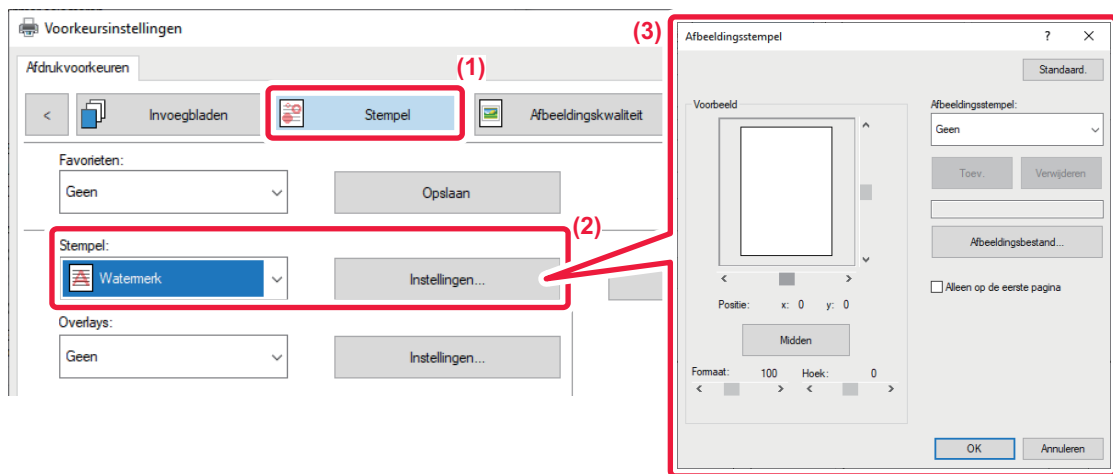 Voorkeursinstellingen
Afdrukvoorkeuren
(1)
< Invoegbladen Stempel Afbeeldingskwaliteit
Favorieten:
Geen Opslaan
(2)
Stempel:
Watermerk Instellingen...
Overlays:
Geen Instellingen...
(3)
Afbeeldingsstempel ? ×
Standaard.
Voorbeeld
Afbeeldingsstempel:
Geen
Toev. Verwijderen
Afbeeldingsbestand...
Alleen op de eerste pagina
Positie: x: 0 y: 0
Midden
Formaat: 100 Hoek: 0
OK Annuleren